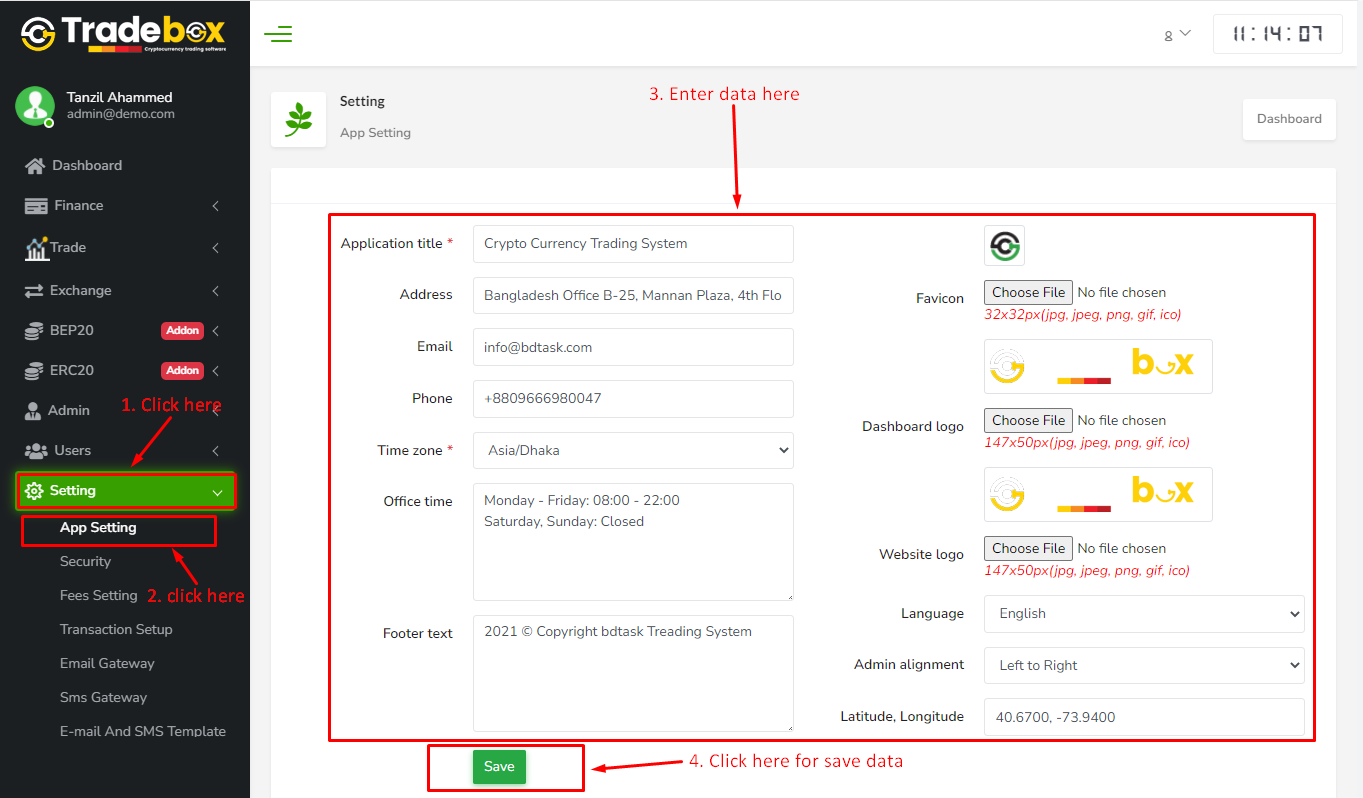 Tradebox
Cryptocurrency trading software
11:14:07
Tanzil Ahammed
admin@demo.com
Dashboard
Finance
Trade
Exchange
BEP20 Addon
ERC20 Addon
Admin
1. Click here
Users
Setting
App Setting
Security
Fees Setting
2. click here
Transaction Setup
Email Gateway
Sms Gateway
E-mail And SMS Template
Setting
App Setting
3. Enter data here
Dashboard
Application title * Crypto Currency Trading System
Address Bangladesh Office B-25, Mannan Plaza, 4th Flo
Email info@bdtask.com
Phone +8809666980047
Time zone * Asia/Dhaka
Office time Monday - Friday: 08:00 - 22:00
Saturday, Sunday: Closed
Footer text 2021 © Copyright bdtask Treading System
Favicon Choose File No file chosen
32x32px(jpg, jpeg, png, gif, ico)
box
Dashboard logo Choose File No file chosen
147x50px(jpg, jpeg, png, gif, ico)
box
Website logo Choose File No file chosen
147x50px(jpg, jpeg, png, gif, ico)
Language English
Admin alignment Left to Right
Latitude, Longitude 40.6700, -73.9400
Save
4. Click here for save data